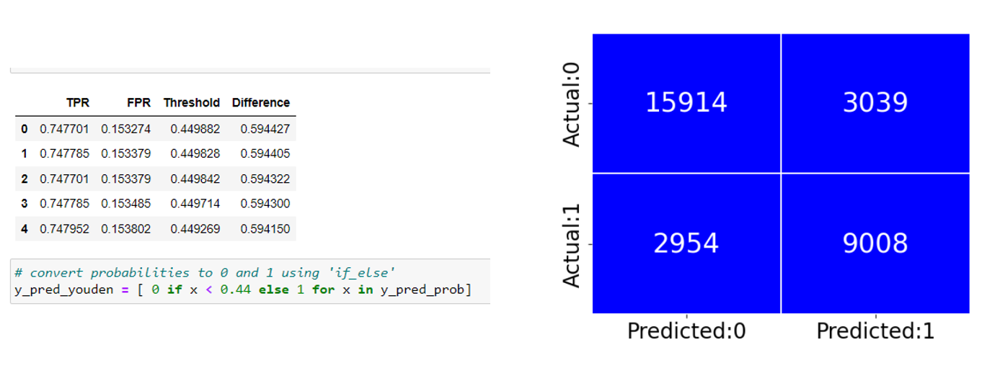 TPR FPR Threshold Difference
0 0.747701 0.153274 0.449882 0.594427
1 0.747785 0.153379 0.449828 0.594405
2 0.747701 0.153379 0.449842 0.594322
3 0.747785 0.153485 0.449714 0.594300
4 0.747952 0.153802 0.449269 0.594150
# convert probabilities to 0 and 1 using 'if_else'
y_pred_youden = [ 0 if x < 0.44 else 1 for x in y_pred_prob]
Actual:0
15914 3039
Actual:1
2954 9008
Predicted:0 Predicted:1